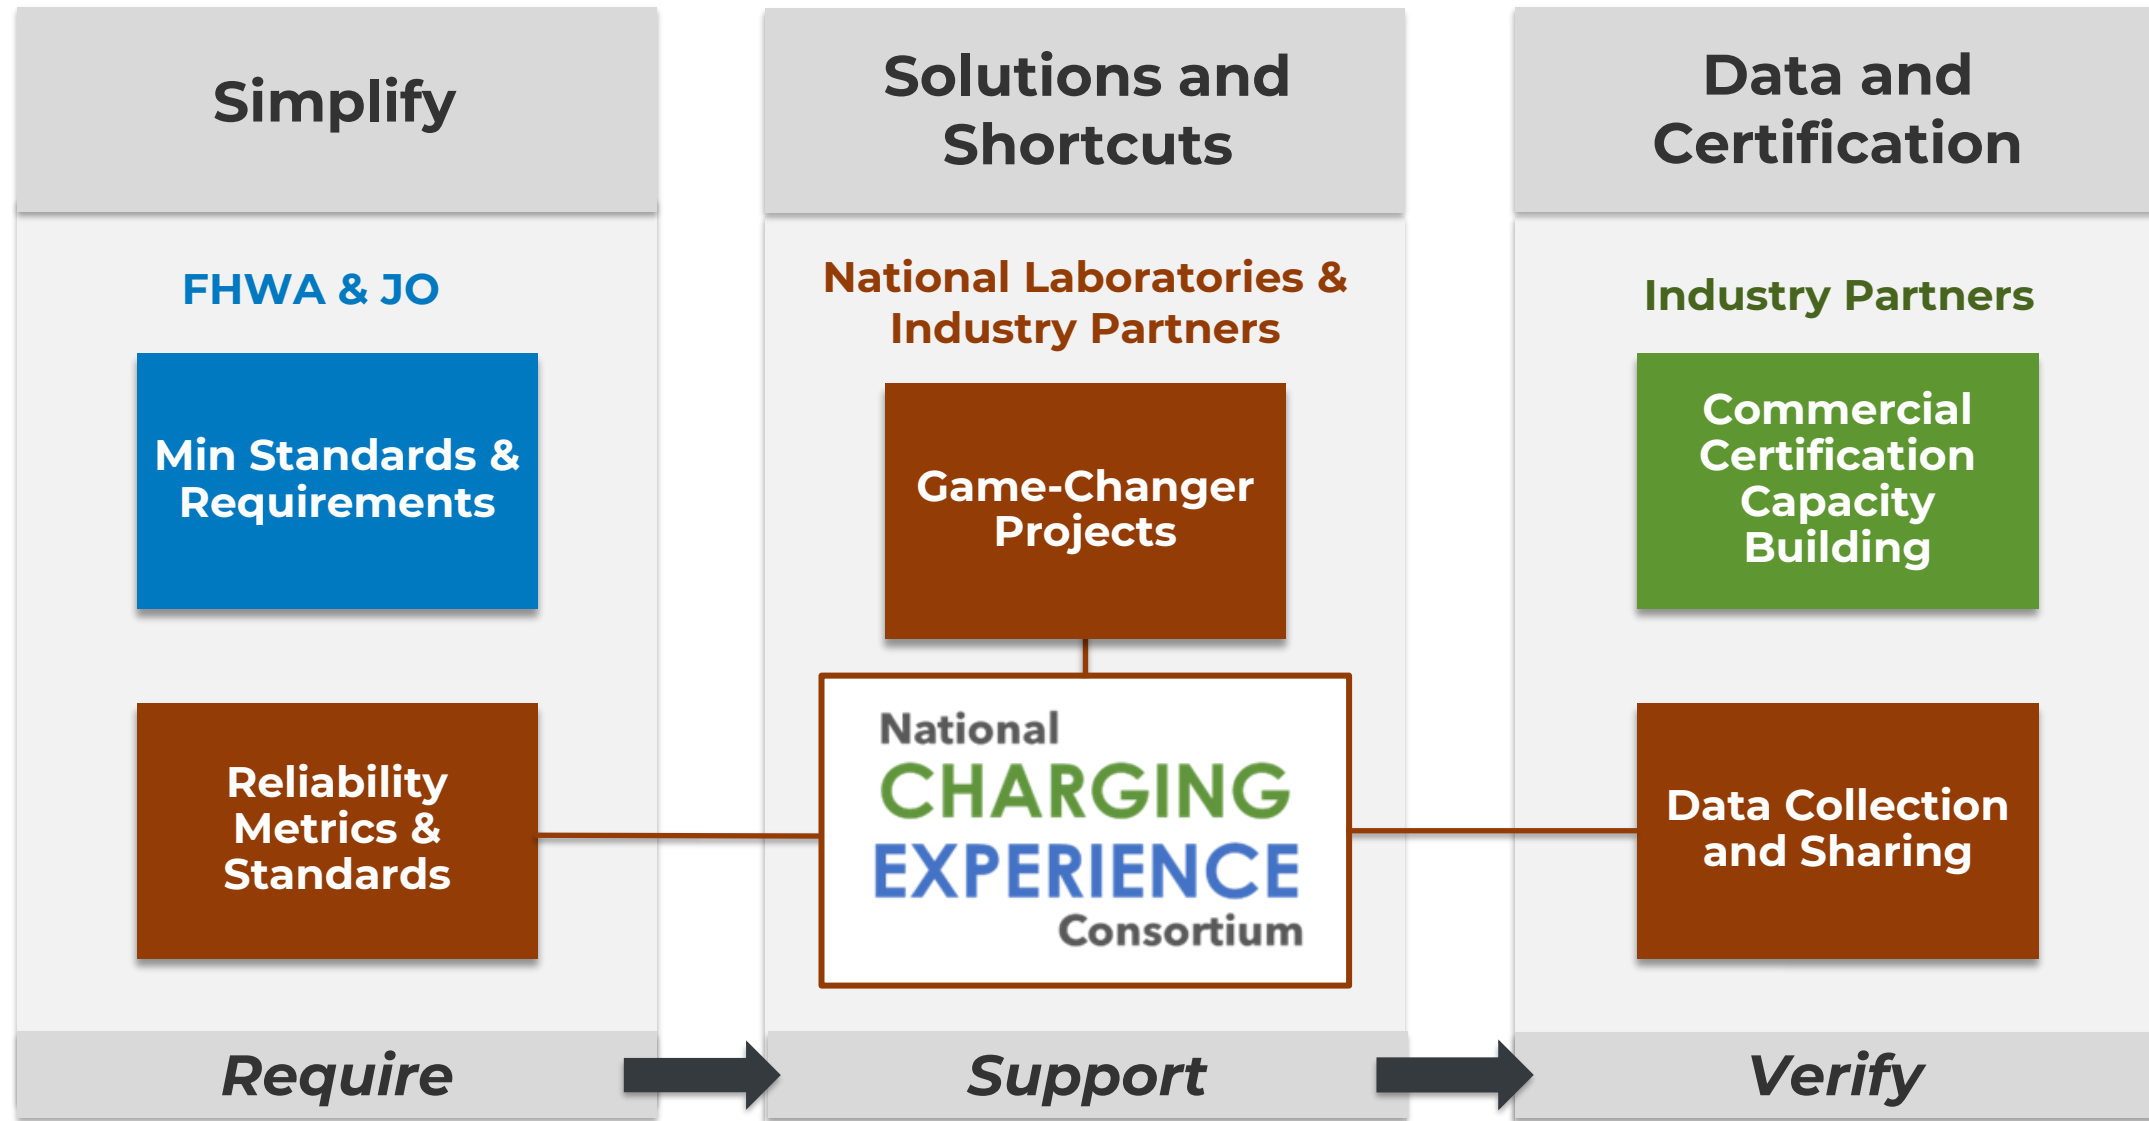 Simplify
FHWA & JO
Min Standards &
Requirements
Reliability
Metrics &
Standards
Require
Solutions and
Shortcuts
National Laboratories &
Industry Partners
Game-Changer
Projects
National
CHARGING
EXPERIENCE
Consortium
Support
Data and
Certification
Industry Partners
Commercial
Certification
Capacity
Building
Data Collection
and Sharing
Verify